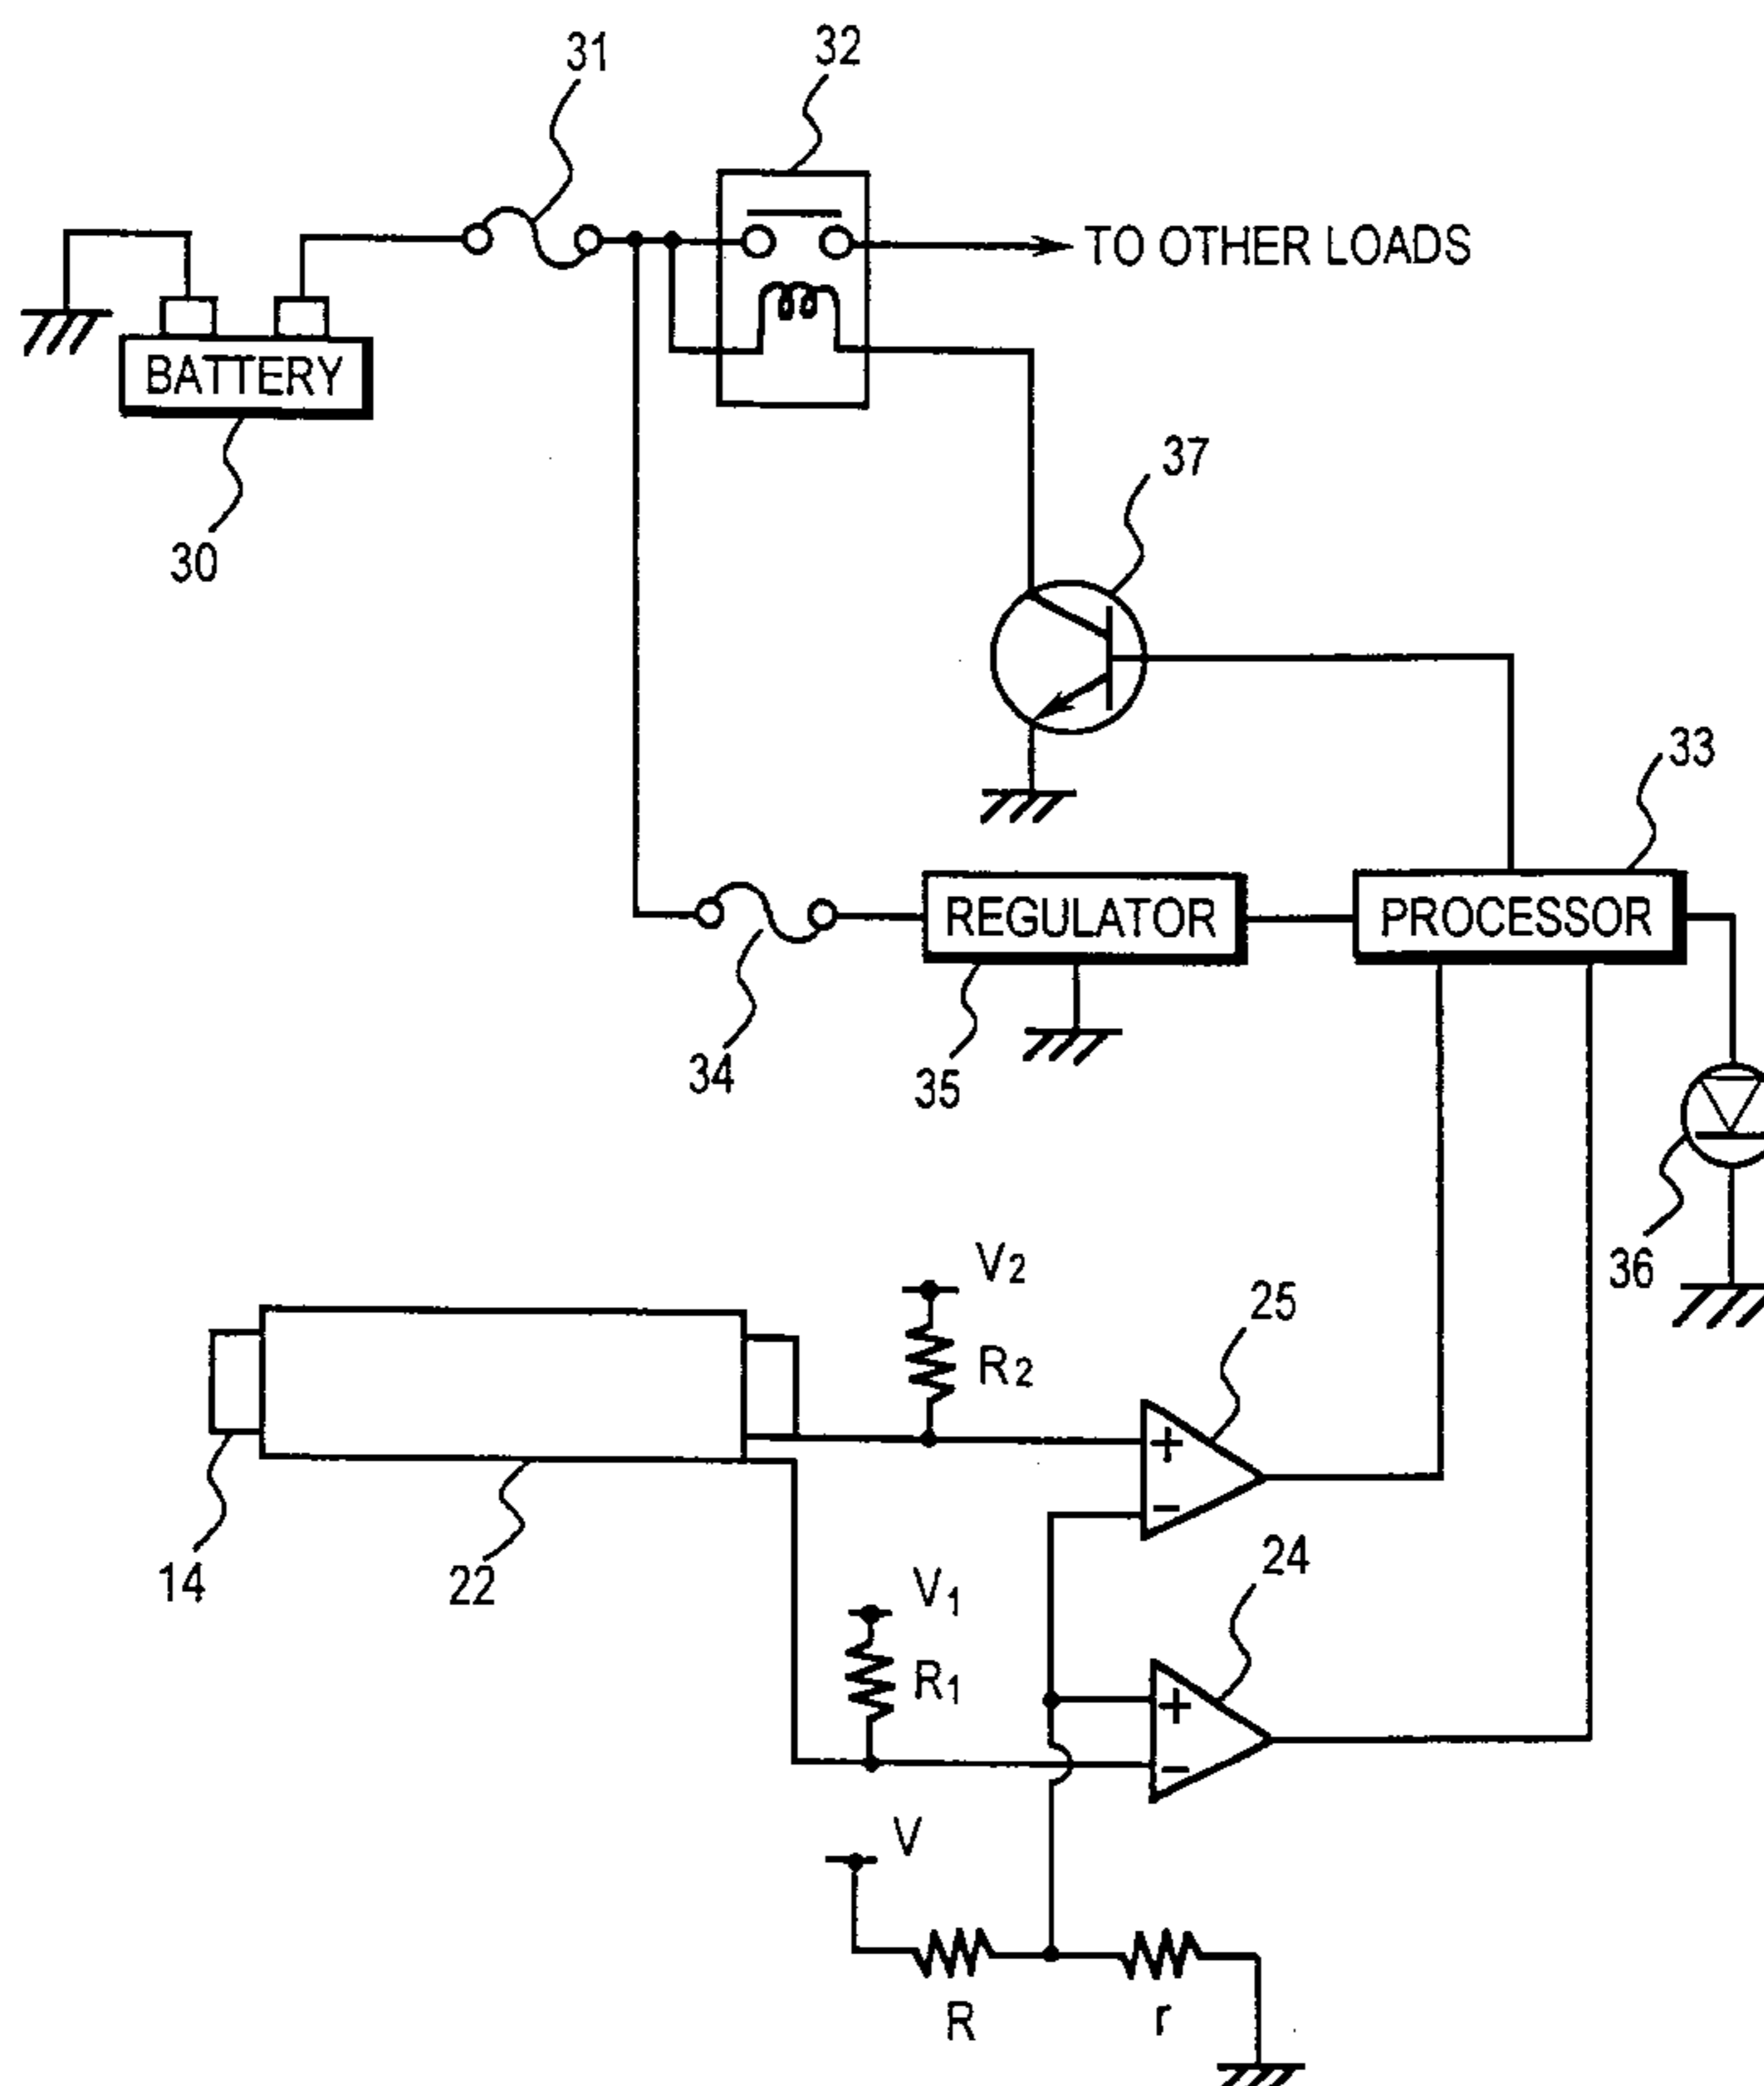 31
32
TO OTHER LOADS
BATTERY
30
37
33
REGULATOR
PROCESSOR
34
35
36
V2
R2
25
14
22
V1
R1
24
+
-
+
-
V
R
r